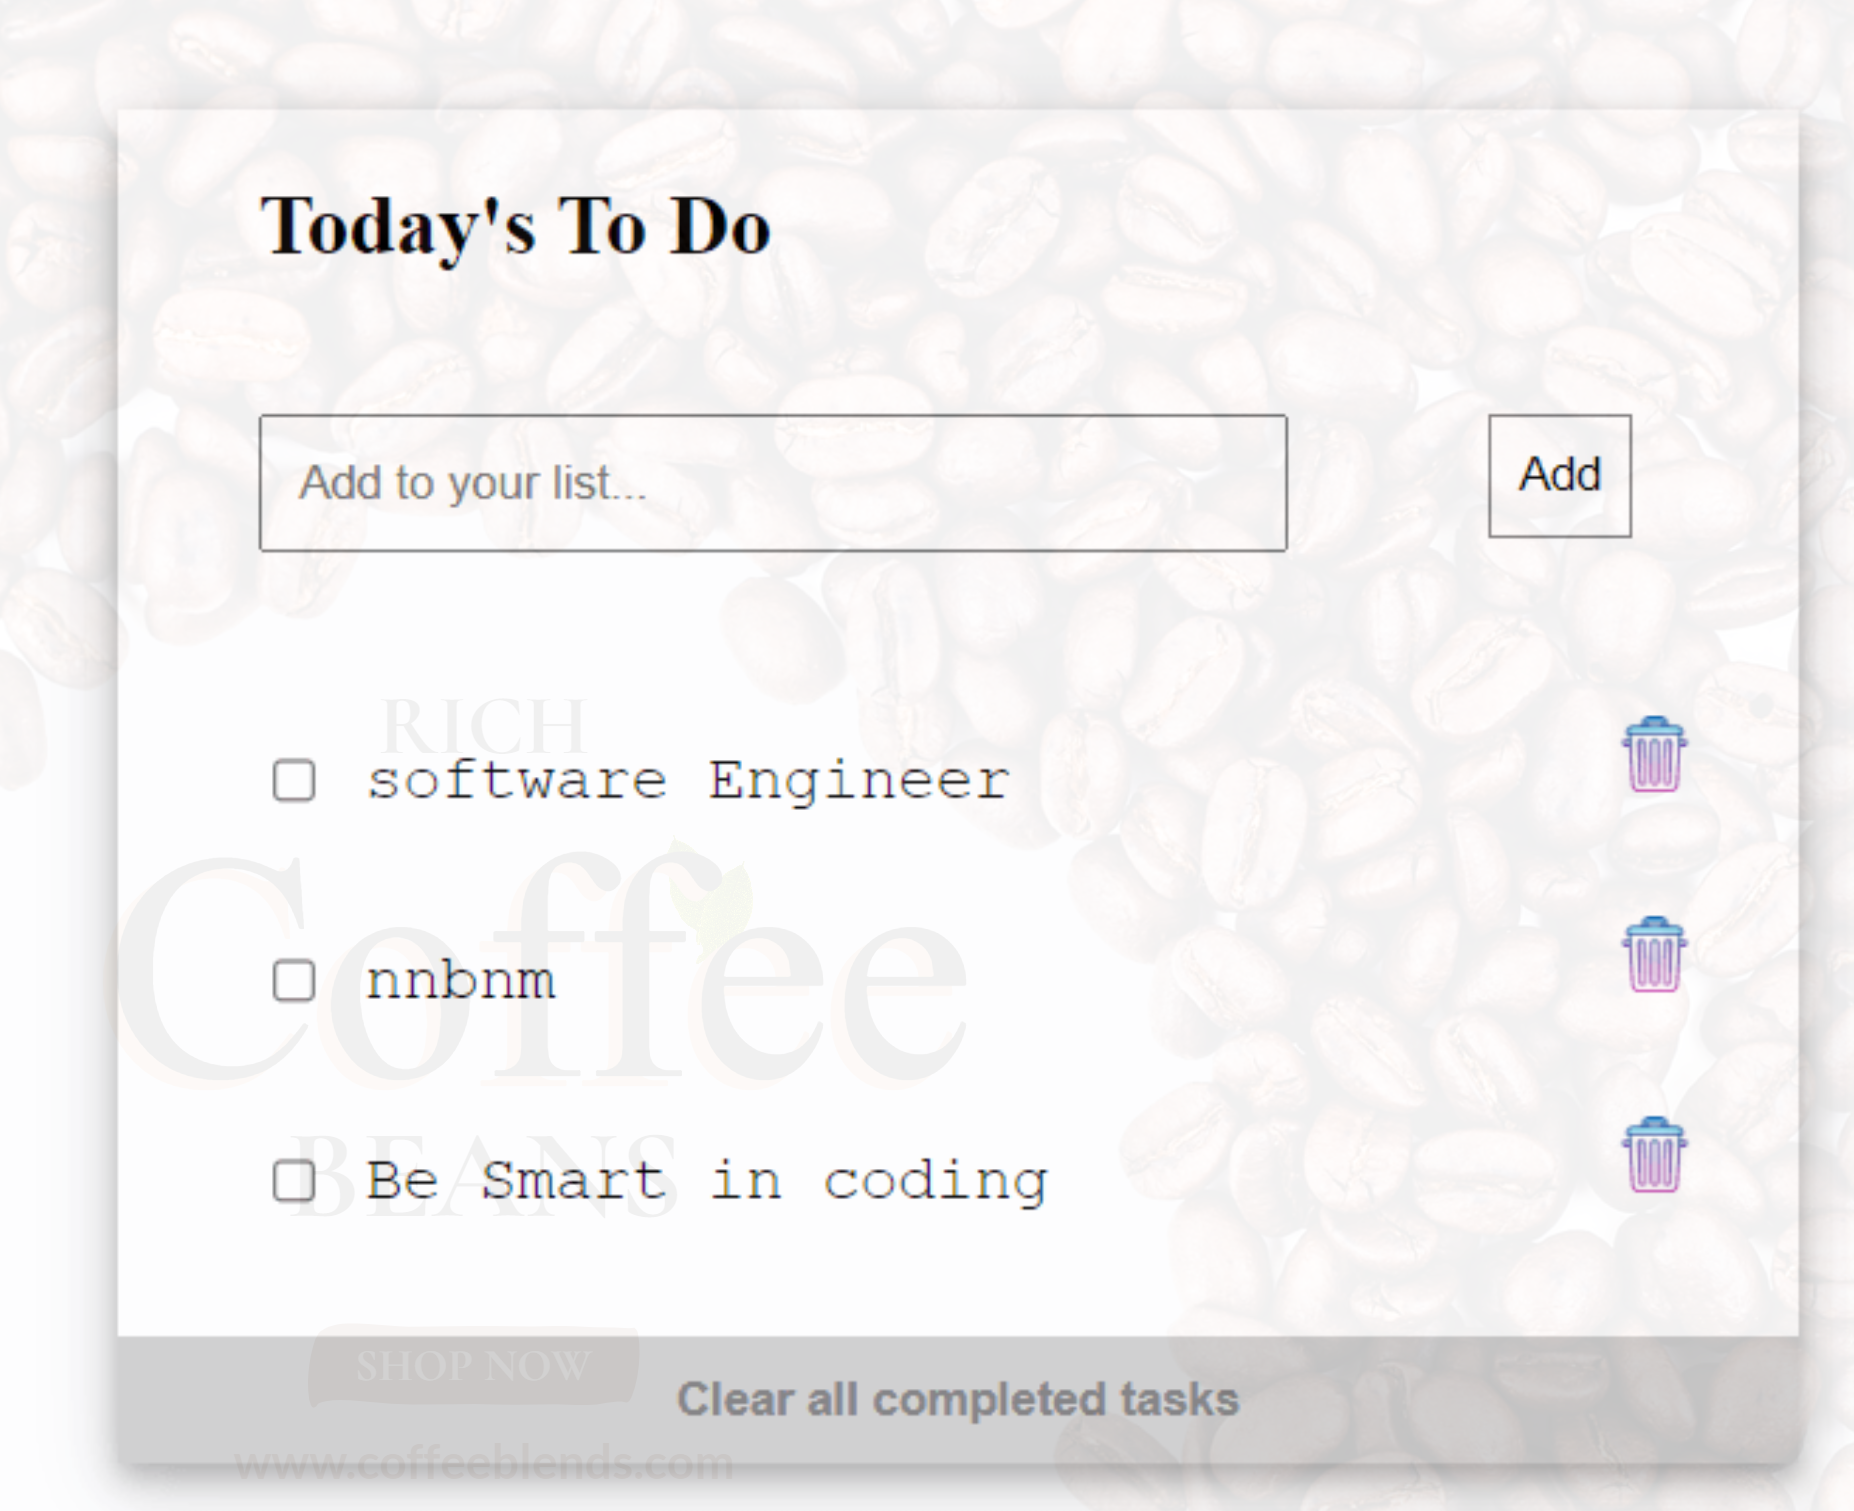 Today's To Do
Add to your list...
Add
RICH
software Engineer
Coffee
nnbnm
BEANS
Be Smart in coding
SHOP NOW
Clear all completed tasks
www.coffeeblends.com